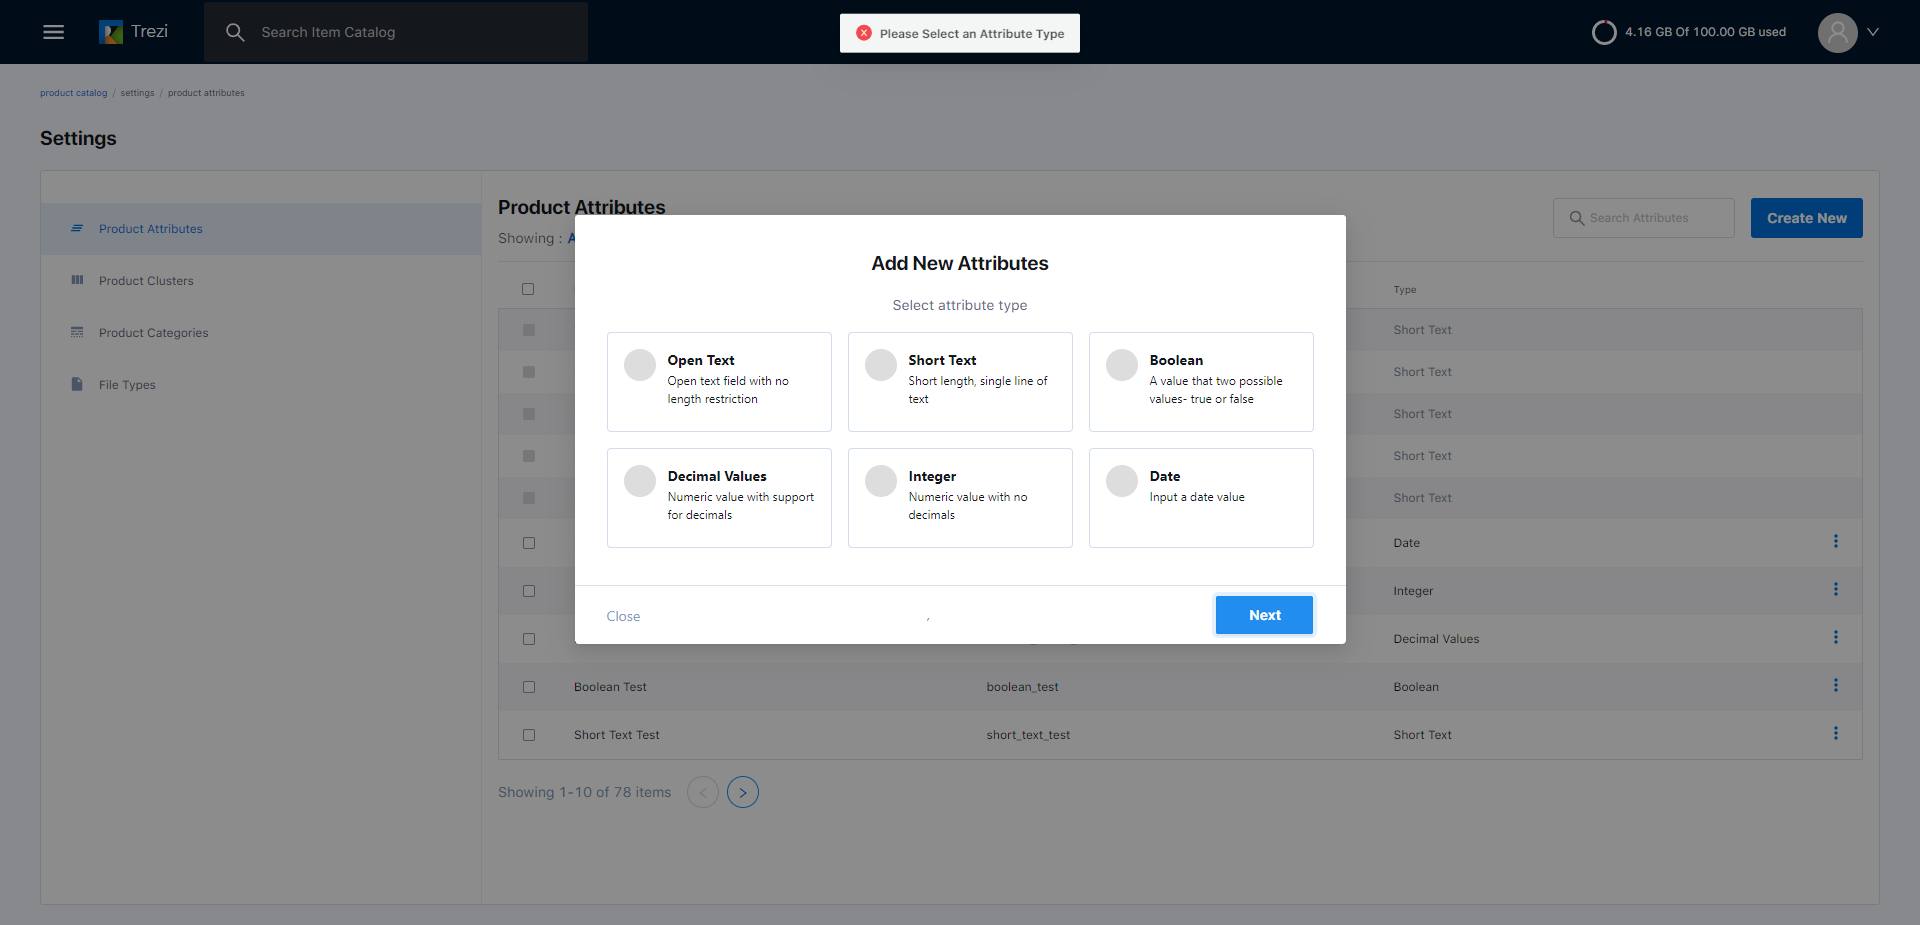 Trezi
Search Item Catalog
Please Select an Attribute Type
4.16 GB Of 100.00 GB used
product catalog / settings / product attributes
Settings
Product Attributes
Product Clusters
Product Categories
File Types
Product Attributes
Showing : A
Search Attributes
Create New
Type
Short Text
Short Text
Short Text
Short Text
Short Text
Date
Integer
Decimal Values
Boolean Test boolean_test Boolean
Short Text Test short_text_test Short Text
Showing 1-10 of 78 items
< >
Add New Attributes
Select attribute type
Open Text
Open text field with no
length restriction
Short Text
Short length, single line of
text
Boolean
A value that two possible
values- true or false
Decimal Values
Numeric value with support
for decimals
Integer
Numeric value with no
decimals
Date
Input a date value
Close
,
Next